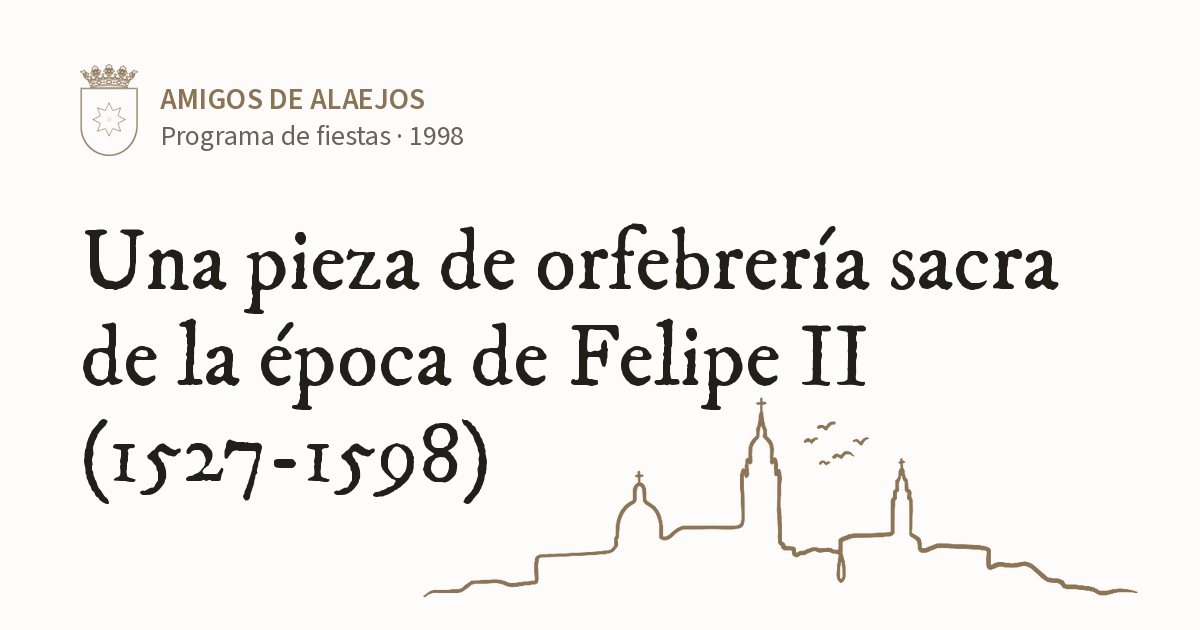 AMIGOS DE ALAEJOS
Programa de fiestas · 1998
Una pieza de orfebrería sacra
de la época de Felipe II
(1527-1598)